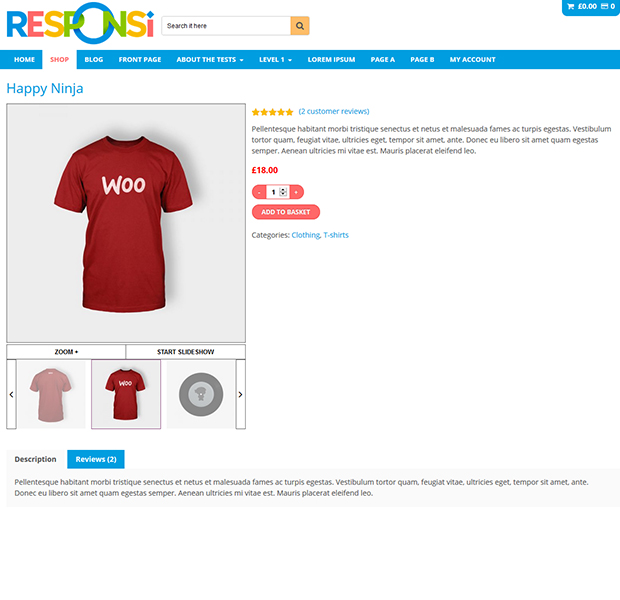 RESPONSi
Search it here
£0.00 0
HOME SHOP BLOG FRONT PAGE ABOUT THE TESTS LEVEL 1 LOREM IPSUM PAGE A PAGE B MY ACCOUNT
Happy Ninja
(2 customer reviews)
Pellentesque habitant morbi tristique senectus et netus et malesuada fames ac turpis egestas. Vestibulum
tortor quam, feugiat vitae, ultricies eget, tempor sit amet, ante. Donec eu libero sit amet quam egestas
semper. Aenean ultricies mi vitae est. Mauris placerat eleifend leo.
£18.00
- 1 +
ADD TO BASKET
Categories: Clothing, T-shirts
Woo
ZOOM + START SLIDESHOW
Woo
Description Reviews (2)
Pellentesque habitant morbi tristique senectus et netus et malesuada fames ac turpis egestas. Vestibulum tortor quam, feugiat vitae, ultricies eget, tempor sit amet, ante.
Donec eu libero sit amet quam egestas semper. Aenean ultricies mi vitae est. Mauris placerat eleifend leo.